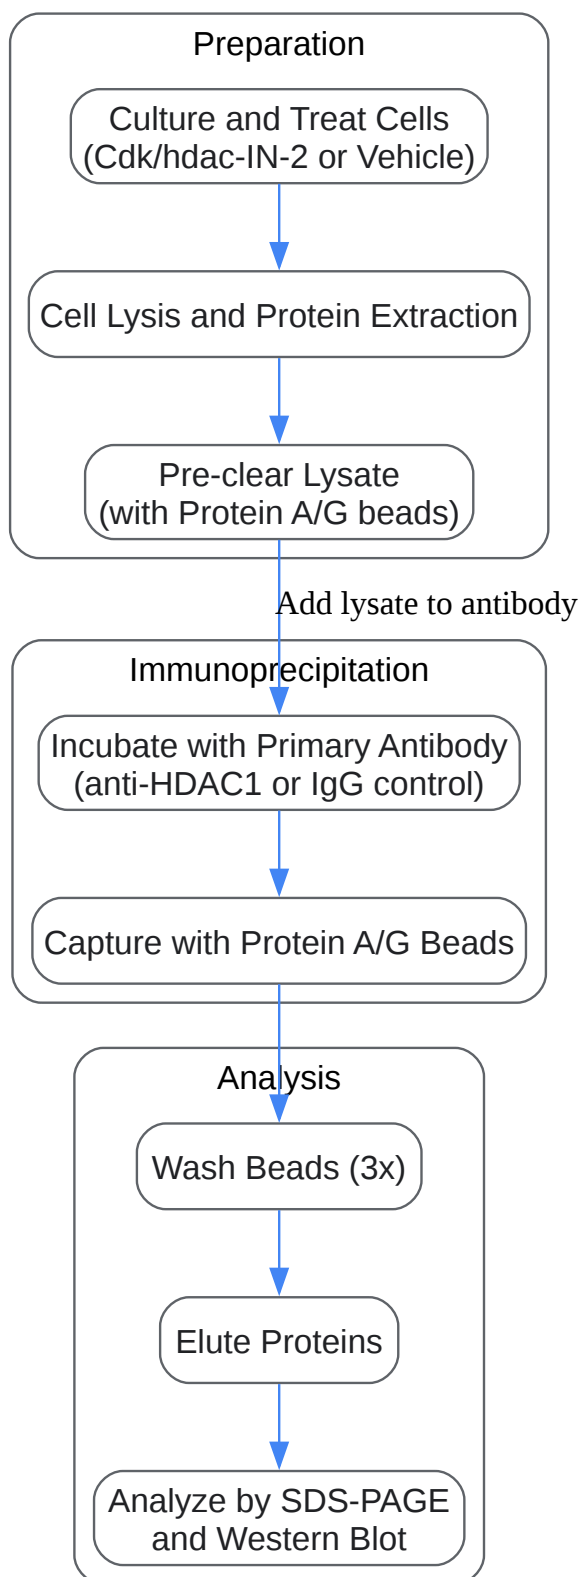 Preparation
Culture and Treat Cells
(Cdk/hdac-IN-2 or Vehicle)
Cell Lysis and Protein Extraction
Pre-clear Lysate
(with Protein A/G beads)
Add lysate to antibody
Immunoprecipitation
Incubate with Primary Antibody
(anti-HDAC1 or IgG control)
Capture with Protein A/G Beads
Analysis
Wash Beads (3x)
Elute Proteins
Analyze by SDS-PAGE
and Western Blot